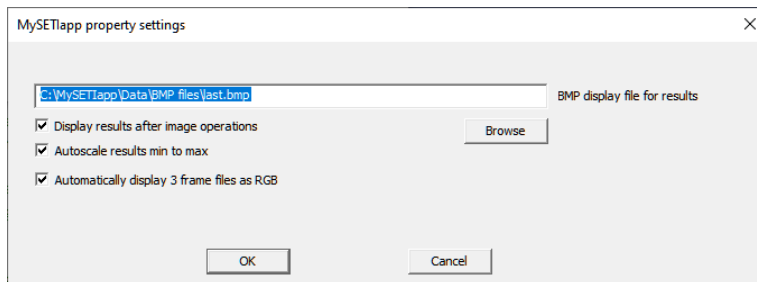 MySETIapp property settings
C:\MySETIapp\Data\BMP files\last.bmp
BMP display file for results
Display results after image operations
Browse
Autoscale results min to max
Automatically display 3 frame files as RGB
OK
Cancel